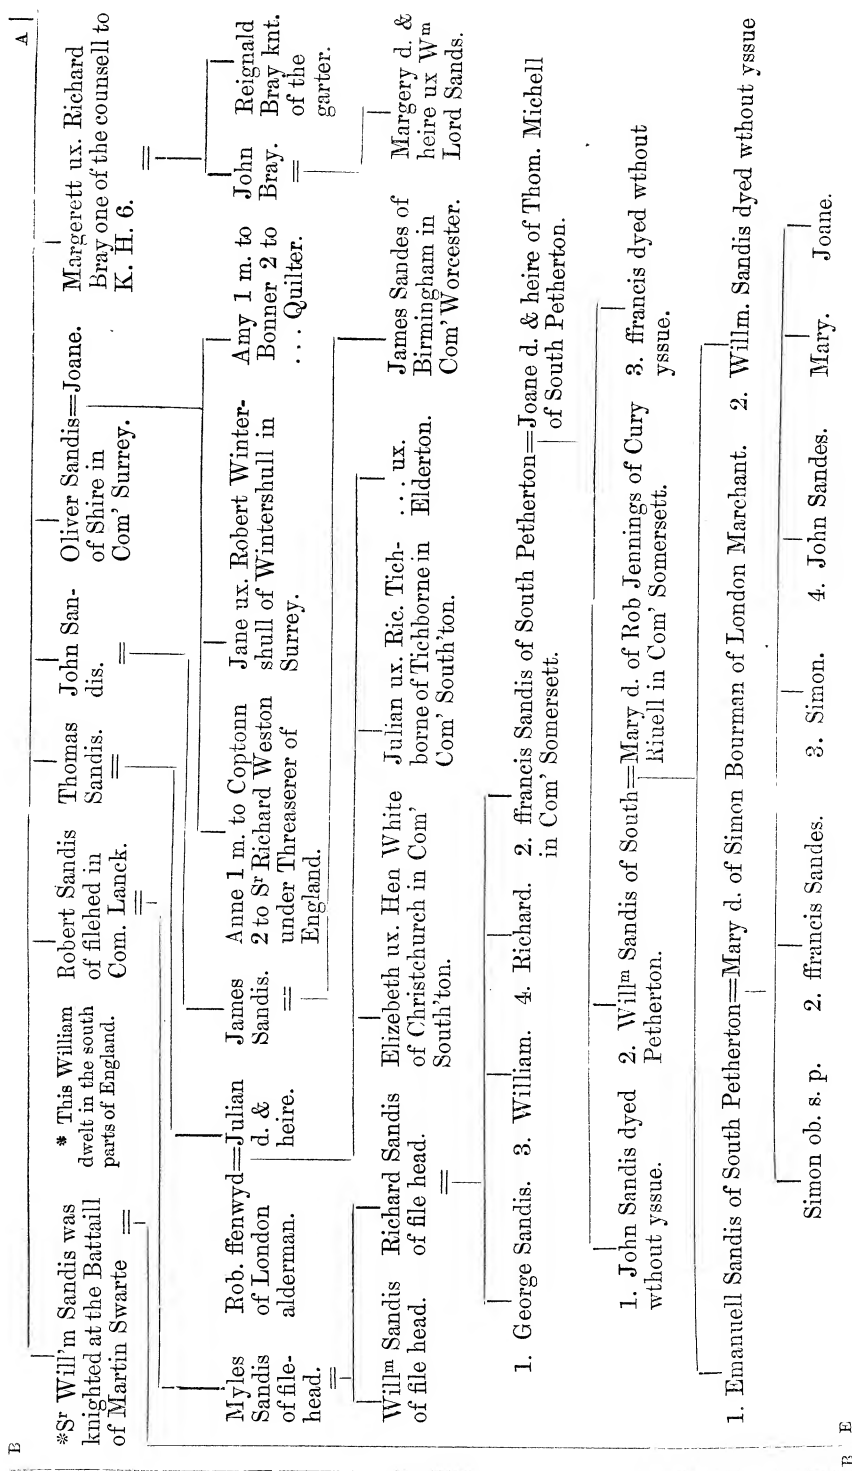 B
A
*Sr Will'm Sandis was
knighted at the Battaill
of Martin Swarte
* This William
dwelt in the south
parts of England.
Robert Sandis
of filehed in
Com. Lanck.
Thomas
Sandis.
John San-
dis.
Oliver Sandis=Joane.
of Shire in
Com' Surrey.
Margerett ux. Richard
Bray one of the counsell to
K. H. 6.
Myles
Sandis
of file-
head.
Rob. ffenwyd=Julian
of London
alderman.
d. &
heire.
James
Sandis.
Anne 1 m. to Coptonn
2 to Sr Richard Weston
under Threaserer of
England.
Jane ux. Robert Winter-
shull of Wintershull in
Surrey.
Amy 1 m. to
Bonner 2 to
. . . Quilter.
John
Bray.
Reignald
Bray knt.
of the
garter.
Willm Sandis
of file head.
Richard Sandis
of file head.
Elizebeth ux. Hen White
of Christchurch in Com'
South'ton.
Julian ux. Ric. Tich-
borne of Tichborne in
Com' South'ton.
. . . ux.
Elderton.
James Sandes of
Birmingham in
Com' Worcester.
Margery d. &
heire ux Wm
Lord Sands.
1. George Sandis. 3. William. 4. Richard. 2. ffrancis Sandis of South Petherton=Joane d. & heire of Thom. Michell
in Com' Somersett.
of South Petherton.
1. John Sandis dyed
wthout yssue.
2. Willm Sandis of South=Mary d. of Rob Jennings of Cury
Petherton.
Riuell in Com' Somersett.
3. ffrancis dyed wthout
yssue.
1. Emanuell Sandis of South Petherton=Mary d. of Simon Bourman of London Marchant. 2. Willm. Sandis dyed wthout yssue
Simon ob. s. p. 2. ffrancis Sandes. 3. Simon. 4. John Sandes. Mary. Joane.
B E